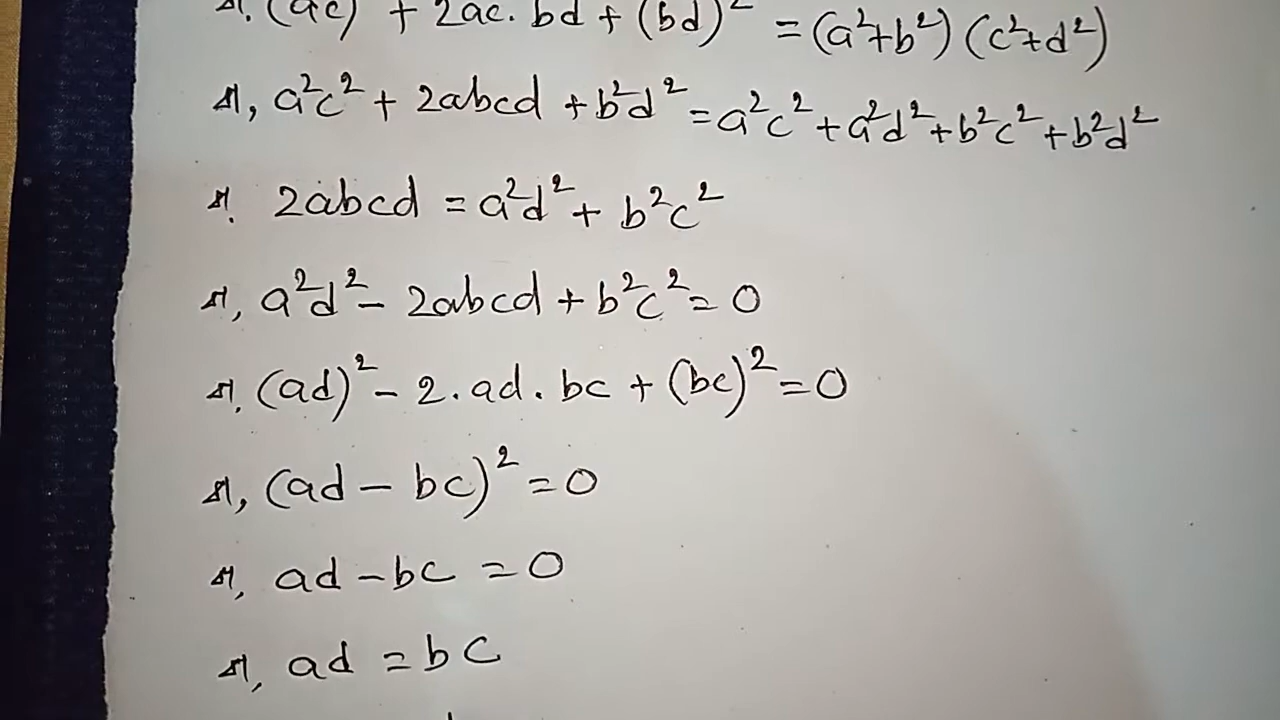 বা, (ac)² + 2ac.bd + (bd)² = (a²+b²)(c²+d²)
বা, a²c² + 2abcd + b²d² = a²c² + a²d² + b²c² + b²d²
বা, 2abcd = a²d² + b²c²
বা, a²d² - 2abcd + b²c² = 0
বা, (ad)² - 2.ad.bc + (bc)² = 0
বা, (ad - bc)² = 0
বা, ad - bc = 0
বা, ad = bc